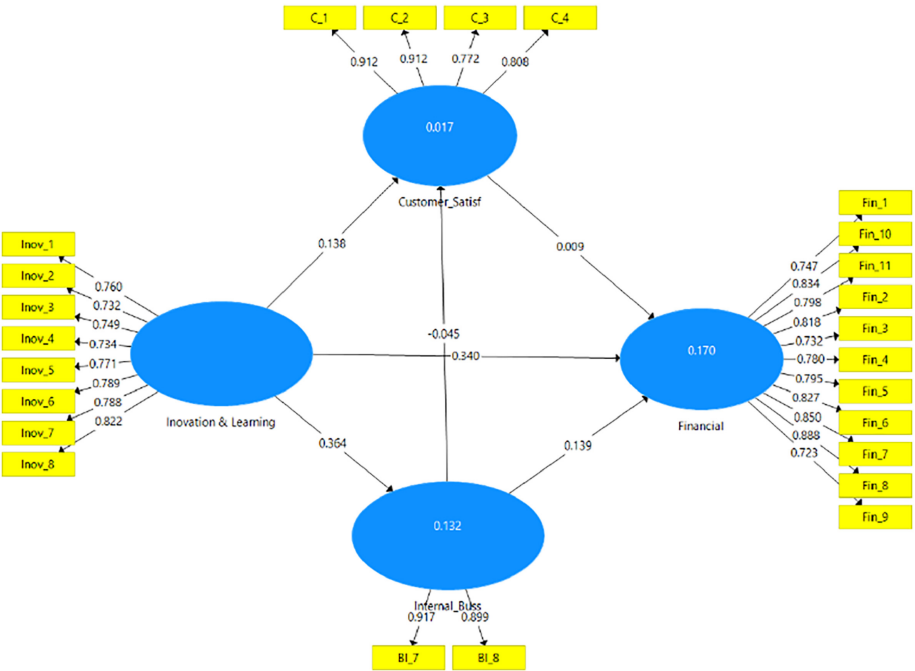 C_1 C_2 C_3 C_4
0.912 0.912 0.772 0.808
0.017
Customer_Satisf
0.138
0.009
-0.045
0.340
0.364
0.139
Inov_1
Inov_2
Inov_3
Inov_4
Inov_5
Inov_6
Inov_7
Inov_8
0.760
0.732
0.749
0.734
0.771
0.789
0.788
0.822
Inovation & Learning
0.170
Financial
0.747
0.834
0.798
0.818
0.732
0.780
0.795
0.827
0.850
0.888
0.723
Fin_1
Fin_10
Fin_11
Fin_2
Fin_3
Fin_4
Fin_5
Fin_6
Fin_7
Fin_8
Fin_9
0.132
Internal_Buss
0.917 0.899
BI_7 BI_8